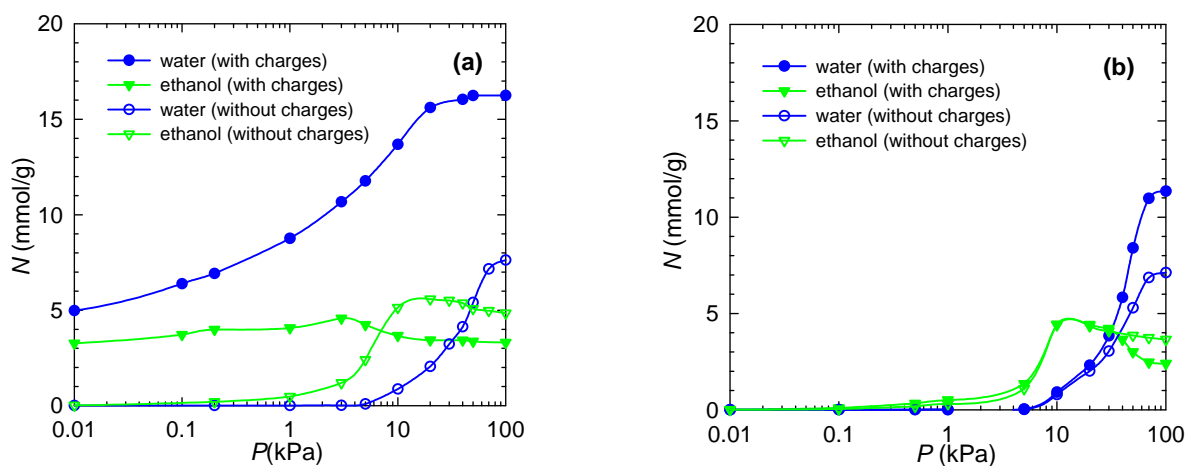 (a)
water (with charges)
ethanol (with charges)
water (without charges)
ethanol (without charges)
N (mmol/g)
20
15
10
5
0
0.01 0.1 1 10 100
P(kPa)
(b)
water (with charges)
ethanol (with charges)
water (without charges)
ethanol (without charges)
N (mmol/g)
20
15
10
5
0
0.01 0.1 1 10 100
P (kPa)